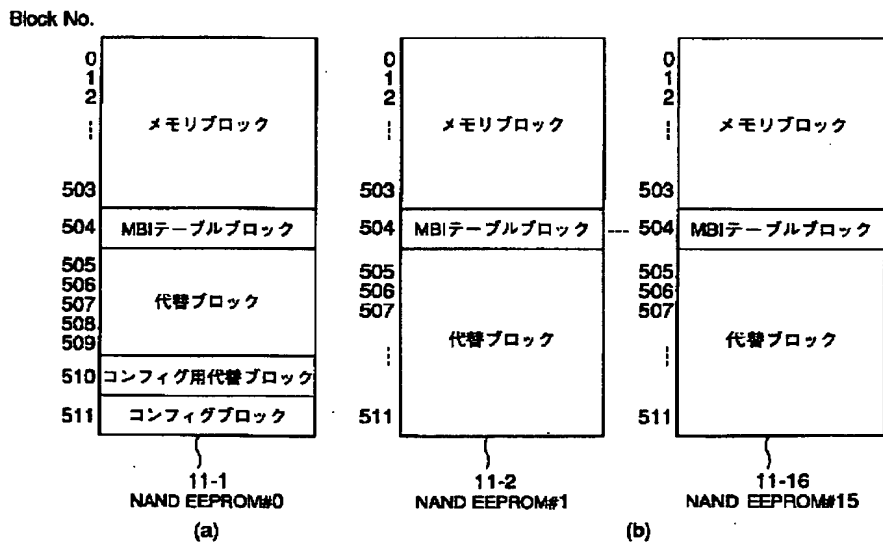 Block No.
0
1
2
メモリブロック
503
504
MBIテーブルブロック
505
506
507
508
509
代替ブロック
510
コンフィグ用代替ブロック
511
コンフィグブロック
11-1
NAND EEPROM#0
(a)
0
1
2
メモリブロック
503
504
MBIテーブルブロック
505
506
507
代替ブロック
511
11-2
NAND EEPROM#1
0
1
2
メモリブロック
503
504
MBIテーブルブロック
505
506
507
代替ブロック
511
11-16
NAND EEPROM#15
(b)